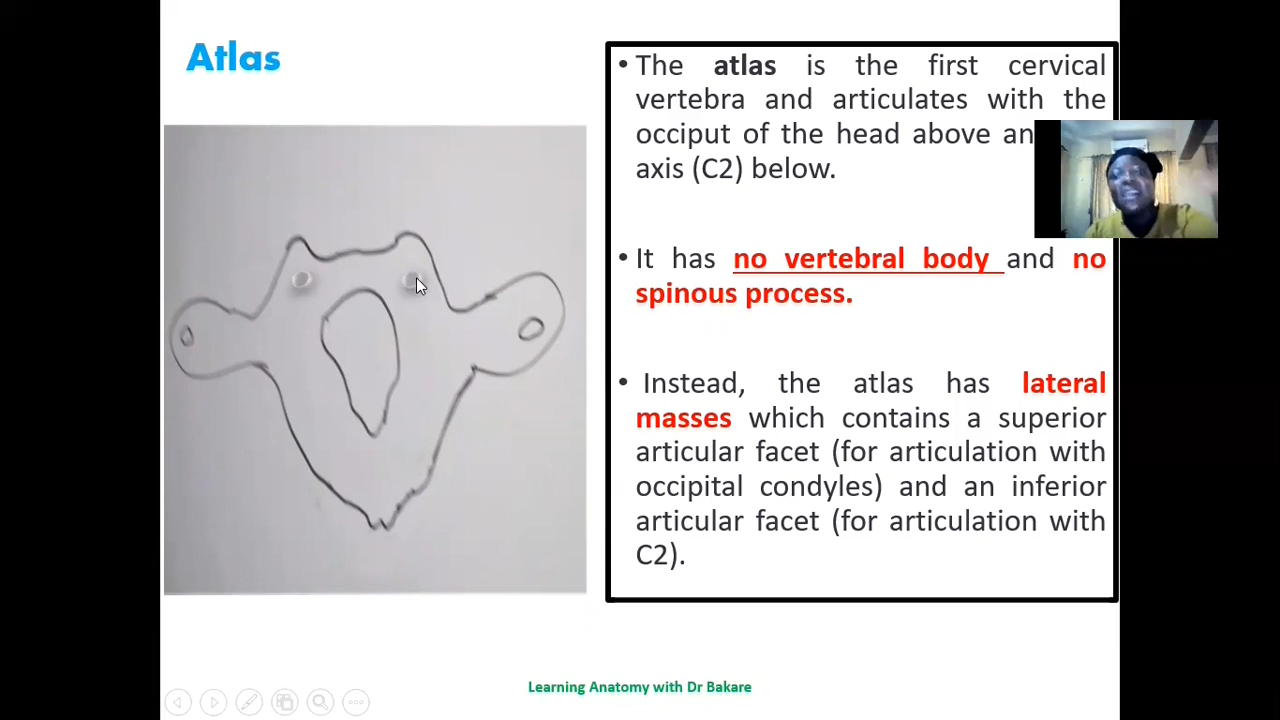 Atlas
• The atlas is the first cervical
vertebra and articulates with the
occiput of the head above an
axis (C2) below.
• It has no vertebral body and no
spinous process.
• Instead, the atlas has lateral
masses which contains a superior
articular facet (for articulation with
occipital condyles) and an inferior
articular facet (for articulation with
C2).
Learning Anatomy with Dr Bakare